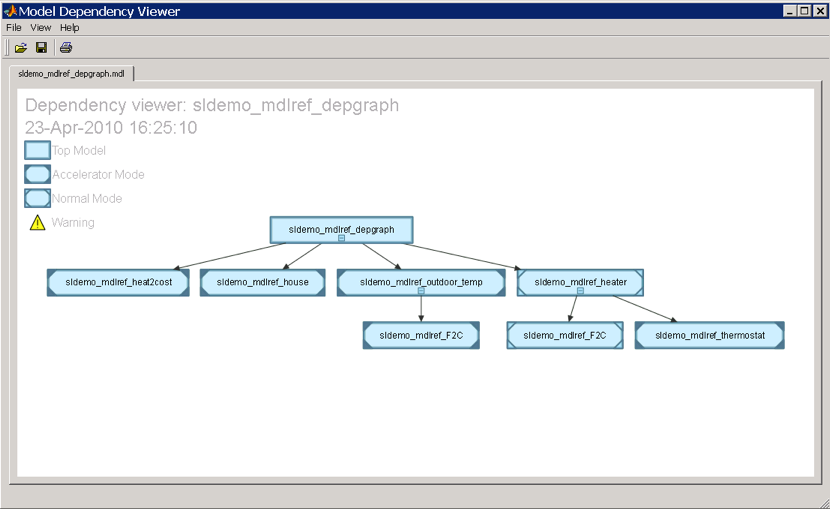 Model Dependency Viewer
File View Help
sldemo_mdlref_depgraph.mdl
Dependency viewer: sldemo_mdlref_depgraph
23-Apr-2010 16:25:10
Top Model
Accelerator Mode
Normal Mode
Warning
sldemo_mdlref_depgraph
sldemo_mdlref_heat2cost sldemo_mdlref_house sldemo_mdlref_outdoor_temp sldemo_mdlref_heater
sldemo_mdlref_F2C sldemo_mdlref_F2C sldemo_mdlref_thermostat